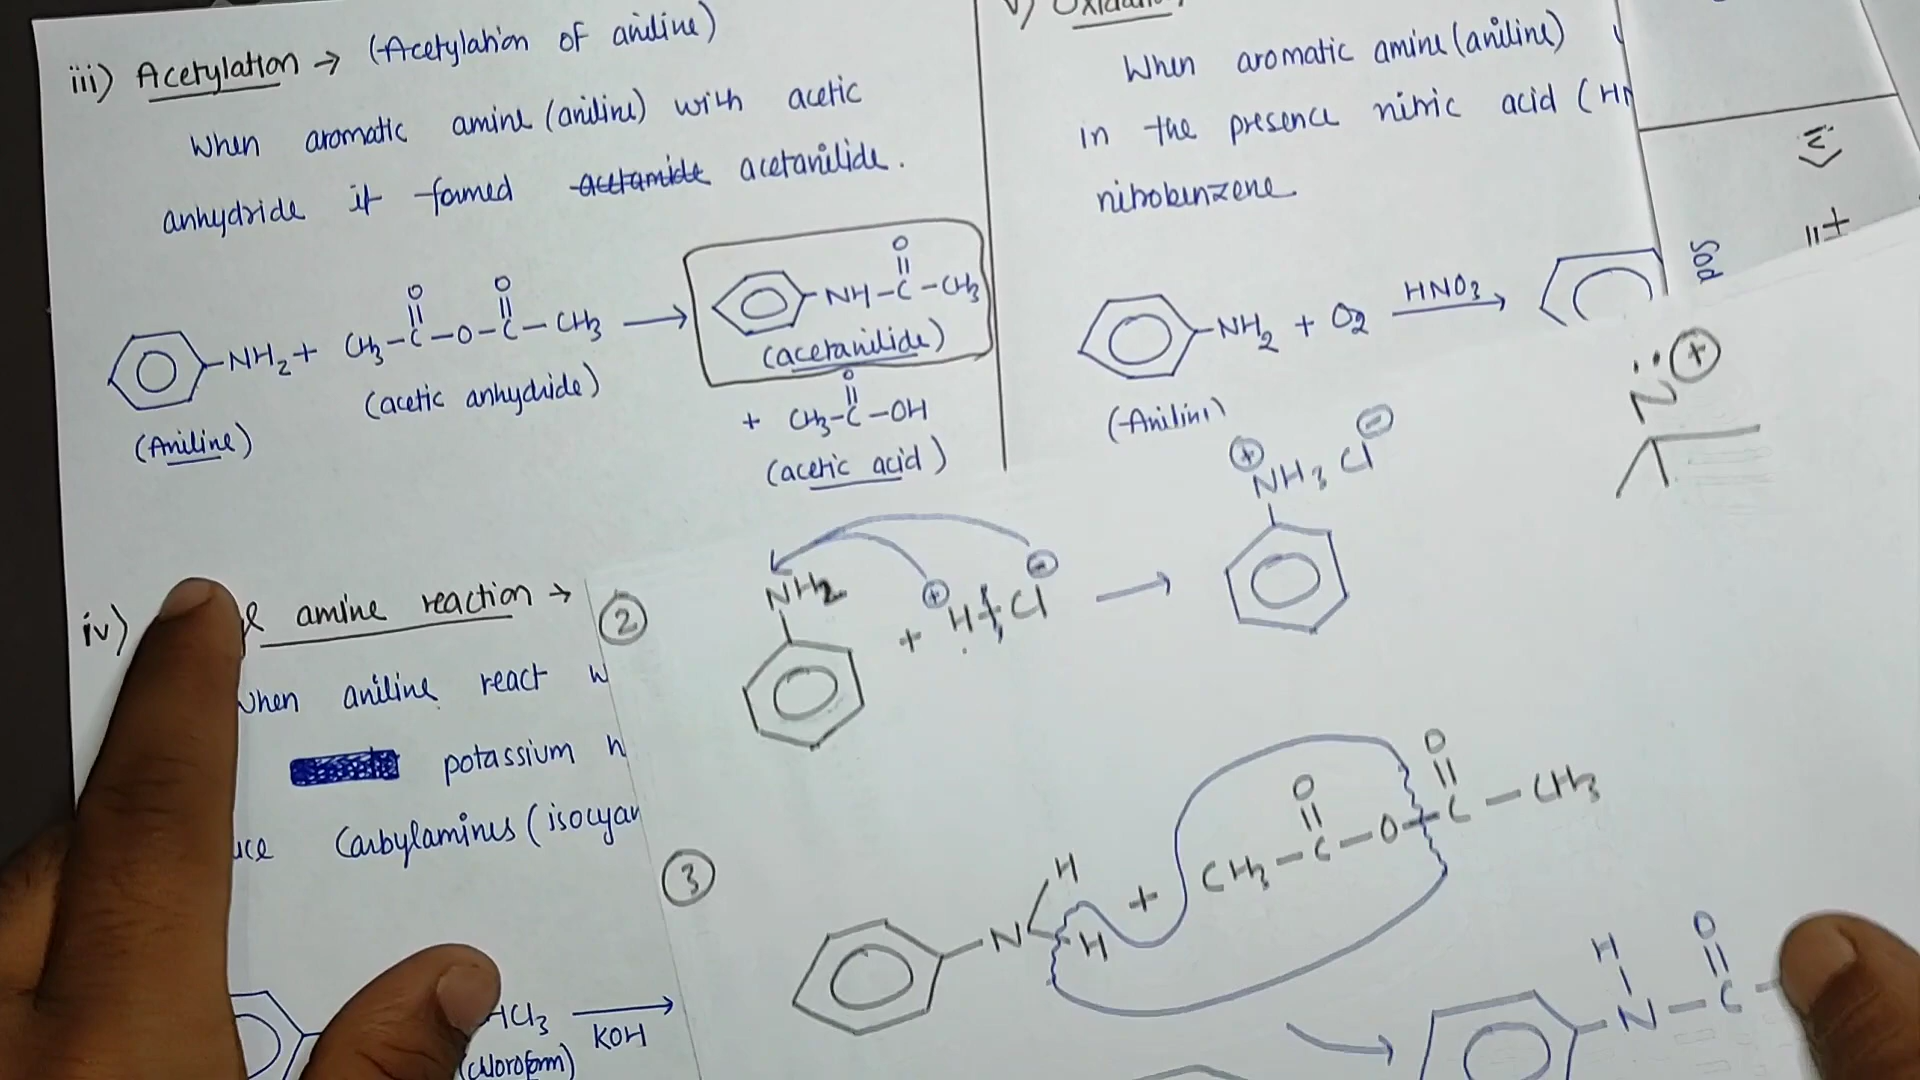 iii) Acetylation → (Acetylation of aniline)
When aromatic amine (aniline) with acetic
anhydride it formed acetamide acetanilide.
NH2 + CH3-C-O-C-CH3 → NH-C-CH3
O O O
(Aniline) (acetic anhydride) (acetanilide)
+ CH3-C-OH
O
(acetic acid)
iv) amine reaction →
When aniline react
potassium
Carbylamines (isocyan
HCl3
KOH
(chloroform)
v)
When aromatic amine (aniline)
in the presence nitric acid (HN
nitrobenzene
NH2 + O2 HNO3 →
(Aniline)
N ⊕
②
NH2 + ⊕ H Cl ⊖ → ⊕ NH3 Cl ⊖
③
N H H + CH3-C-O-C-CH3
O O
H O
N-C-